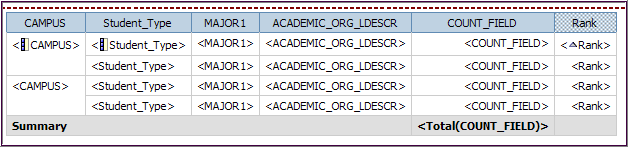 CAMPUS Student_Type MAJOR1 ACADEMIC_ORG_LDESCR COUNT_FIELD Rank
<CAMPUS> <Student_Type> <MAJOR1> <ACADEMIC_ORG_LDESCR> <COUNT_FIELD> <Rank>
<Student_Type> <MAJOR1> <ACADEMIC_ORG_LDESCR> <COUNT_FIELD> <Rank>
<CAMPUS> <Student_Type> <MAJOR1> <ACADEMIC_ORG_LDESCR> <COUNT_FIELD> <Rank>
<Student_Type> <MAJOR1> <ACADEMIC_ORG_LDESCR> <COUNT_FIELD> <Rank>
Summary <Total(COUNT_FIELD)>